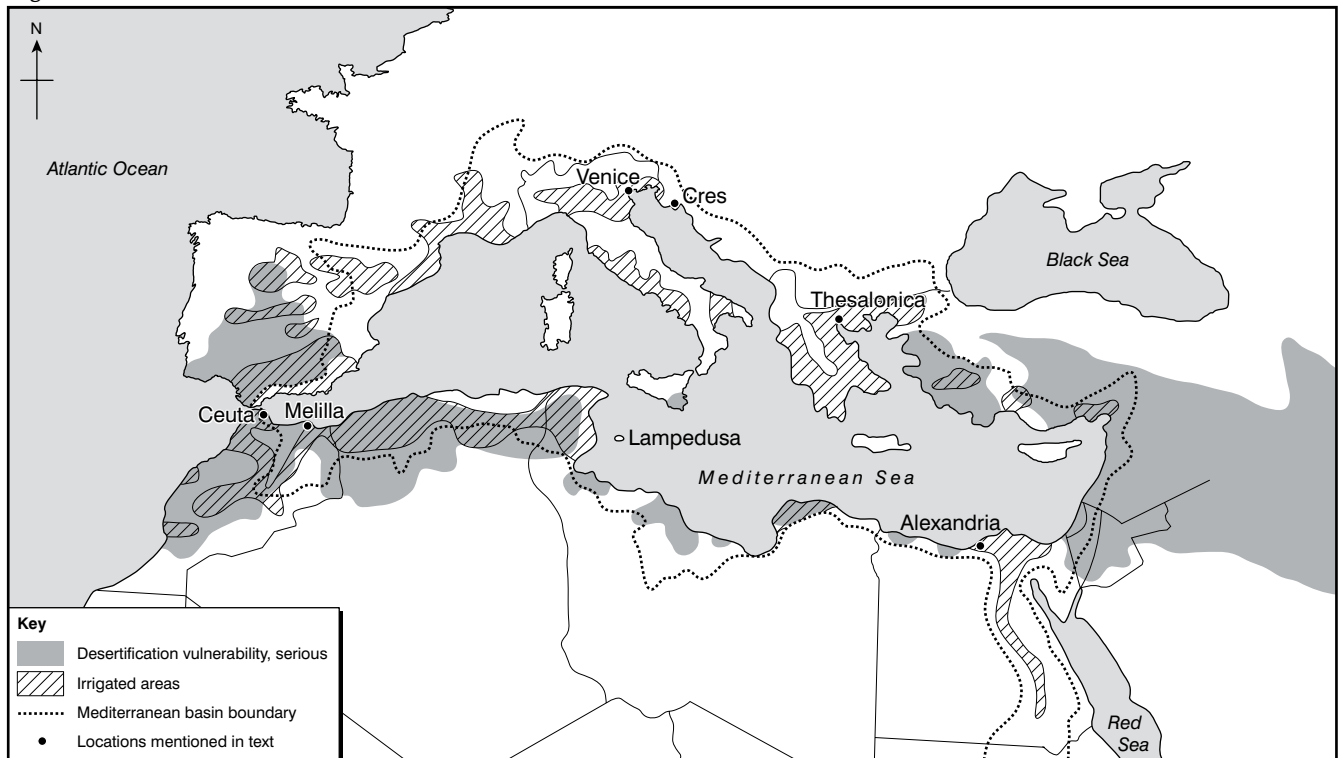 N
Atlantic Ocean
Venice
Cres
Black Sea
Thesalonica
Ceuta
Melilla
Lampedusa
Mediterranean Sea
Alexandria
Key
Desertification vulnerability, serious
Irrigated areas
Mediterranean basin boundary
Locations mentioned in text
Red
Sea